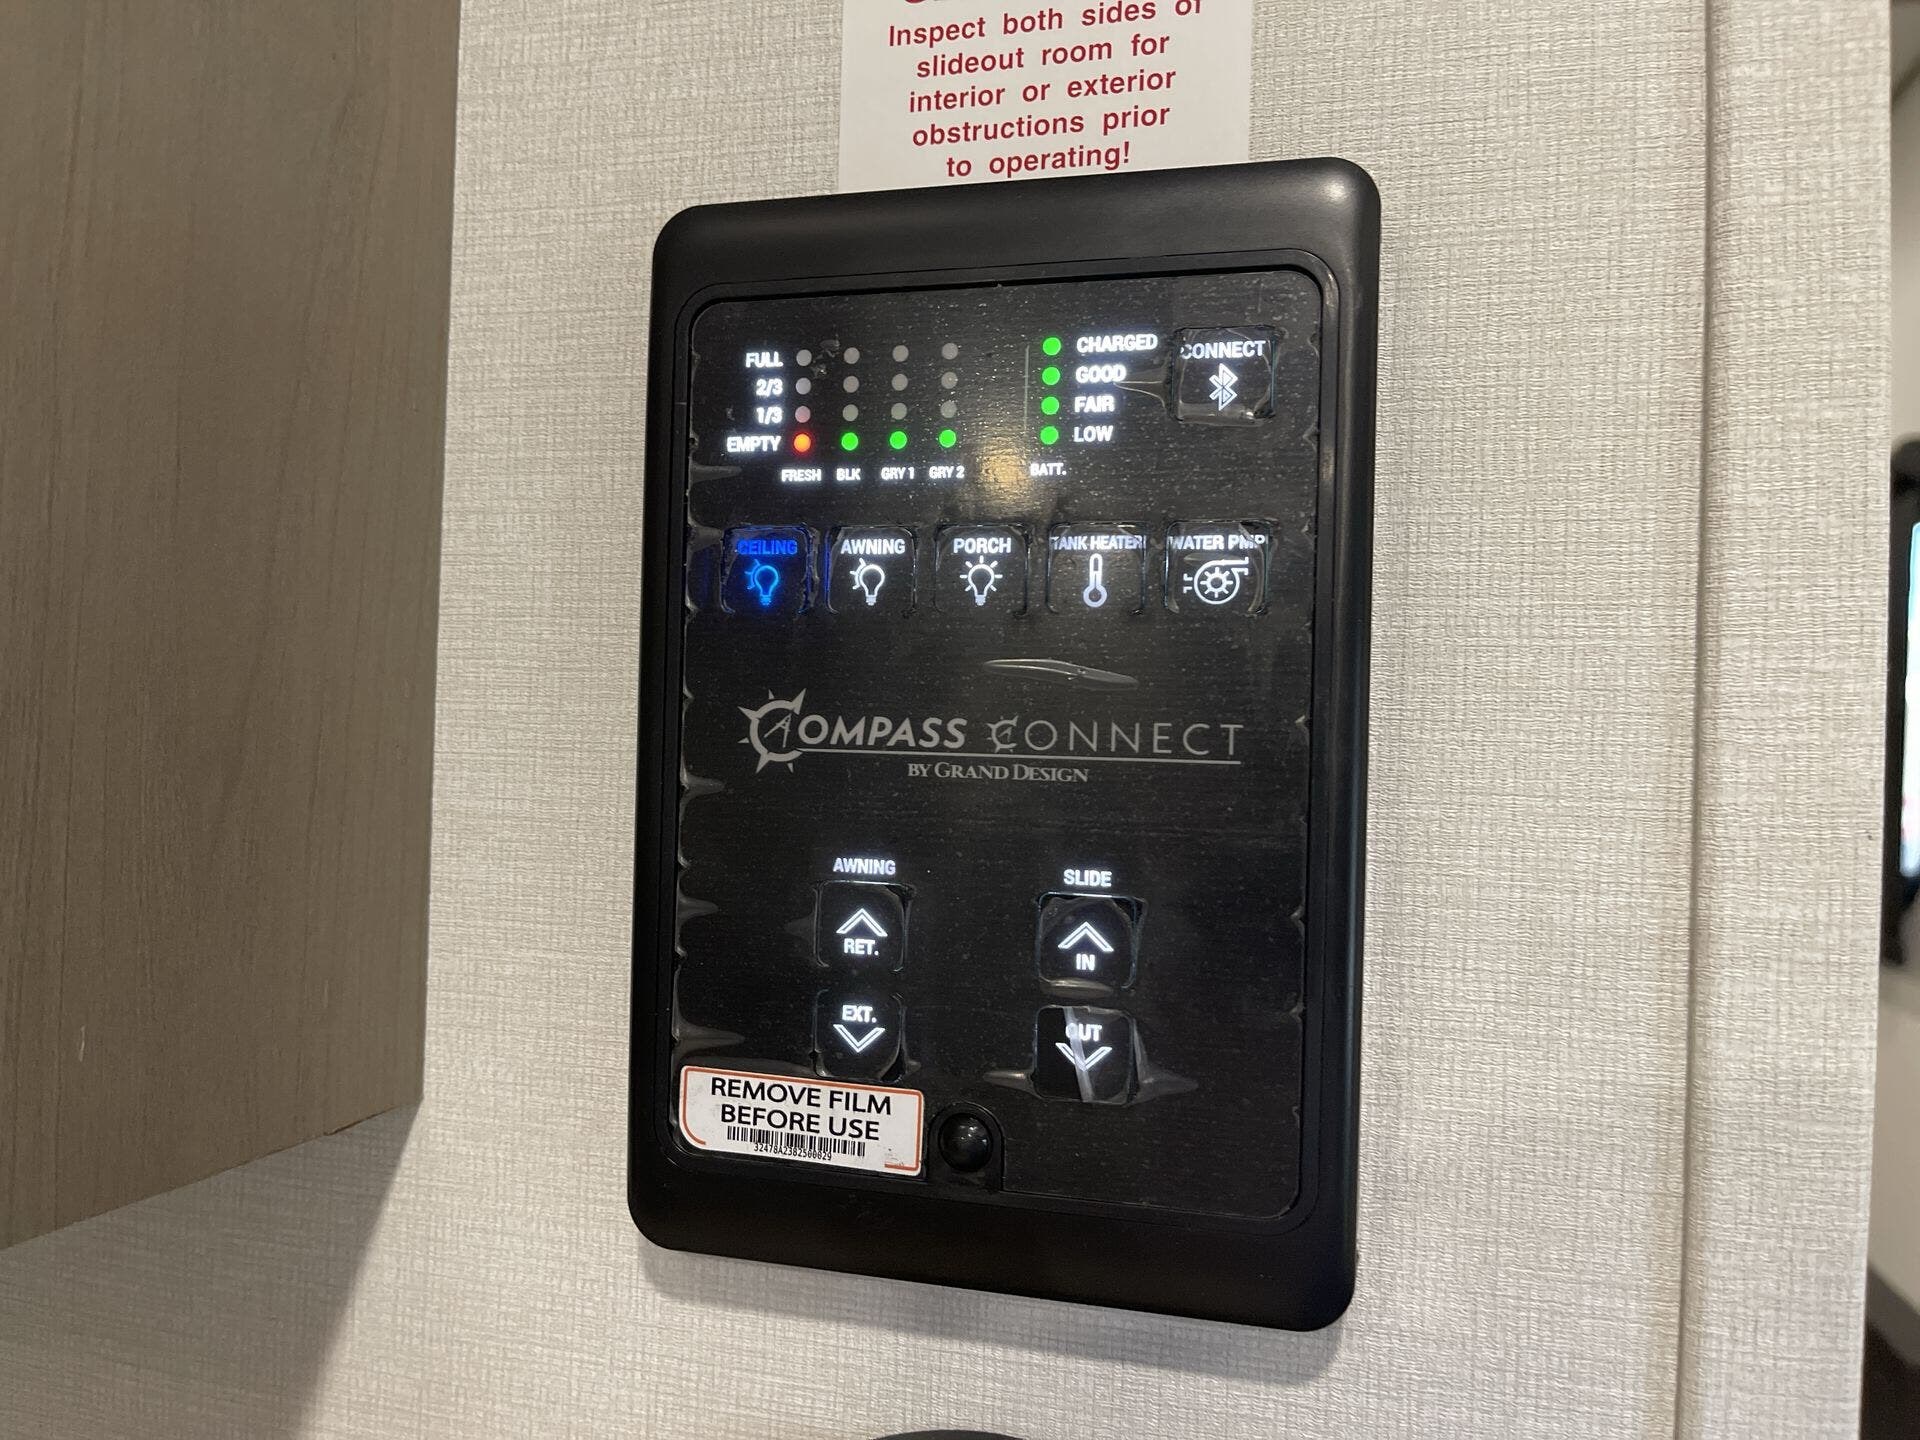 Inspect both sides of
slideout room for
interior or exterior
obstructions prior
to operating!
FULL
2/3
1/3
EMPTY
FRESH BLK GRY 1 GRY 2
CHARGED
GOOD
FAIR
LOW
BATT.
CONNECT
CEILING AWNING PORCH TANK HEATER WATER PMP
COMPASS CONNECT
BY GRAND DESIGN
AWNING
RET.
EXT.
SLIDE
IN
OUT
REMOVE FILM
BEFORE USE
32478A2382500029